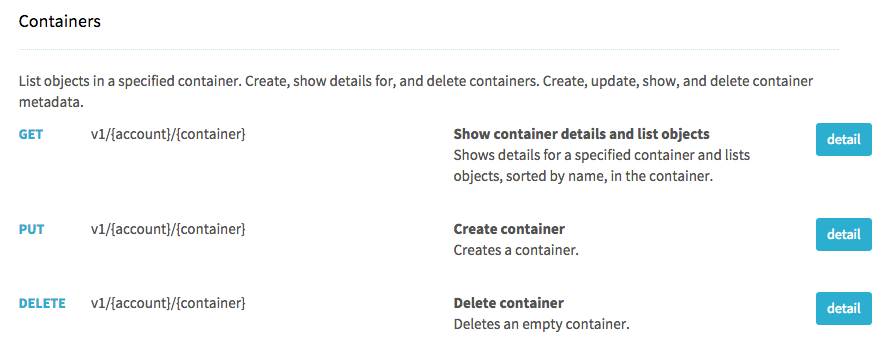 Containers
List objects in a specified container. Create, show details for, and delete containers. Create, update, show, and delete container
metadata.
GET v1/{account}/{container} Show container details and list objects detail
Shows details for a specified container and lists
objects, sorted by name, in the container.
PUT v1/{account}/{container} Create container detail
Creates a container.
DELETE v1/{account}/{container} Delete container detail
Deletes an empty container.